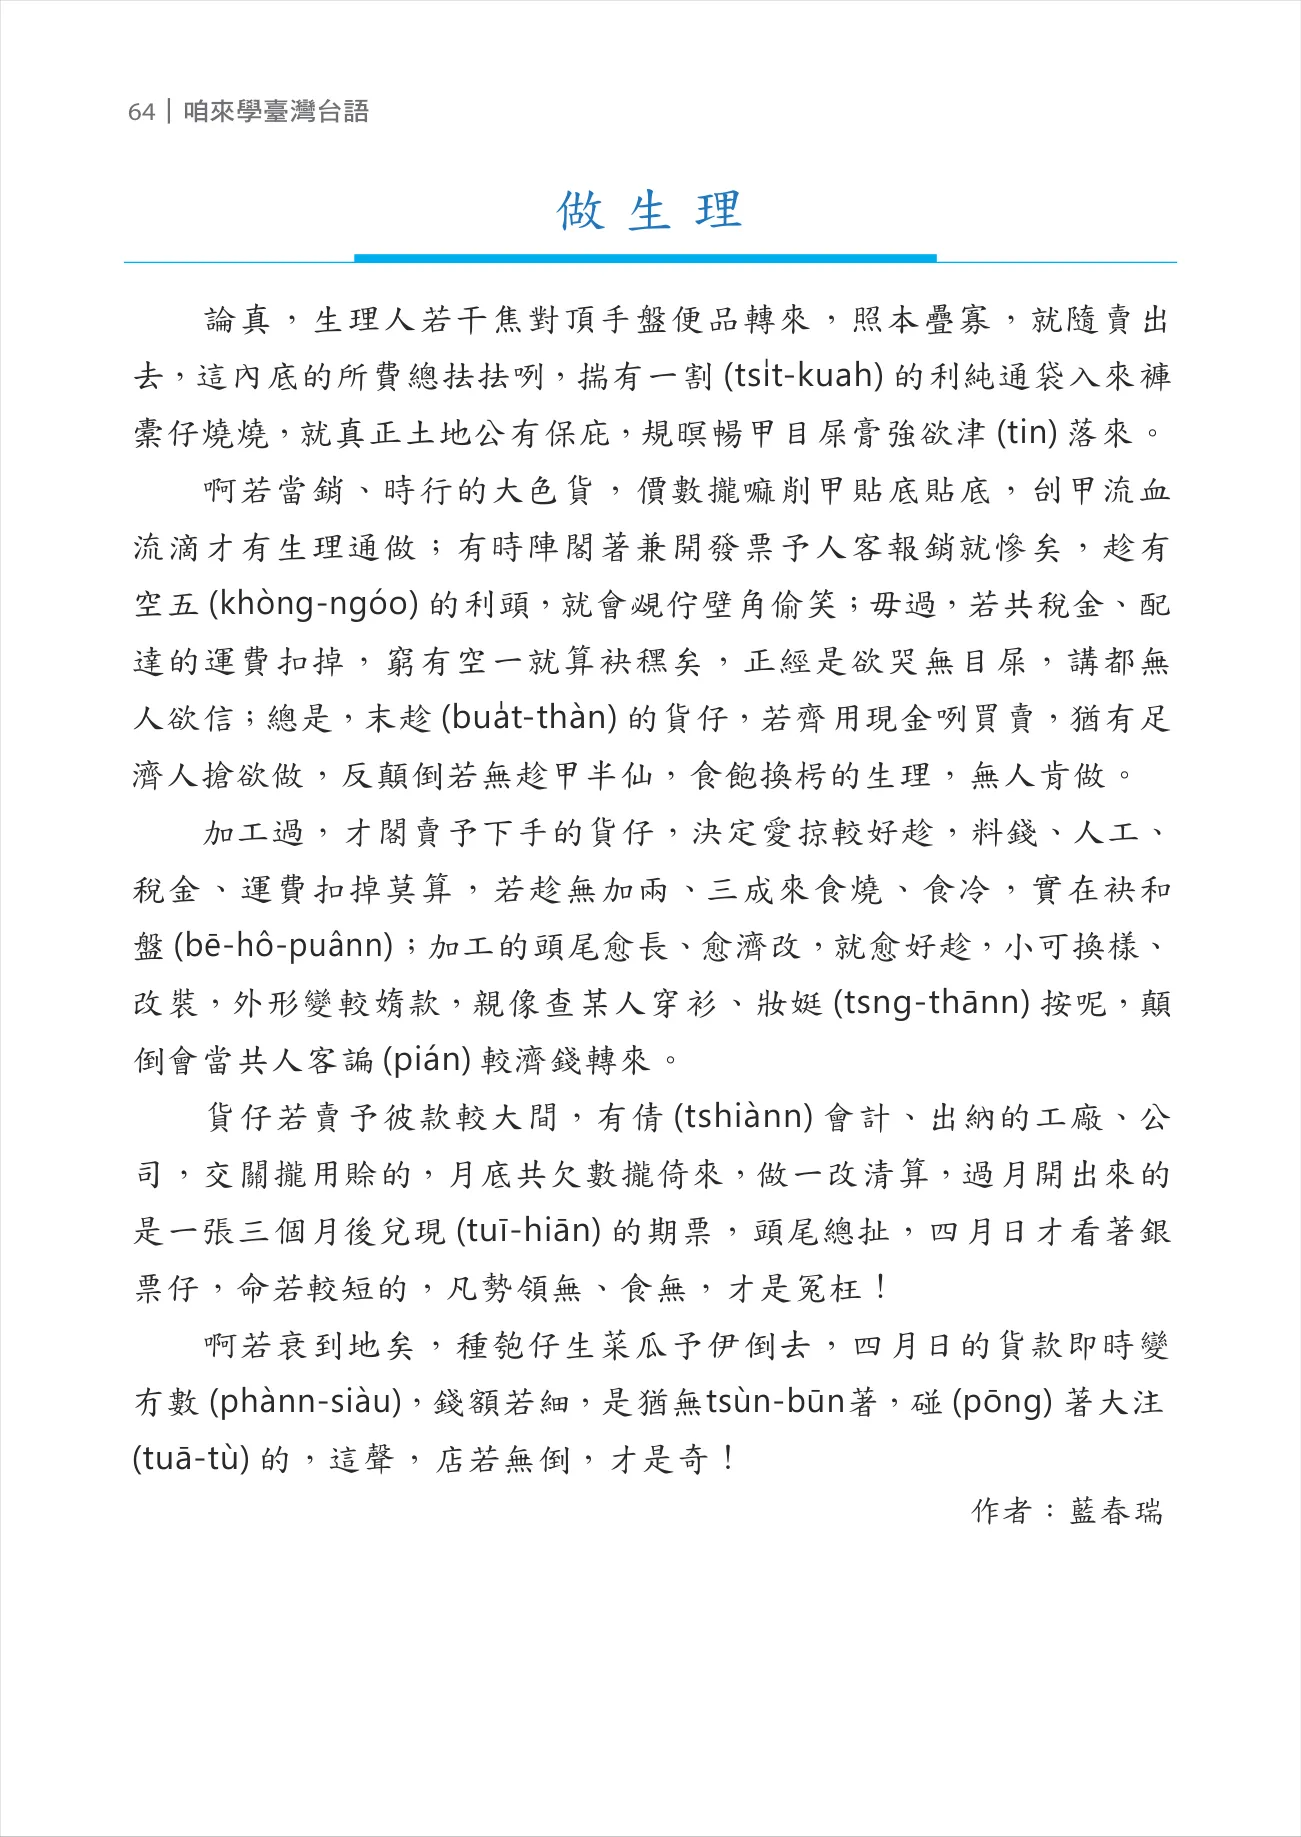 64｜咱來學臺灣台語
做生理
論真，生理人若干焦對頂手盤便品轉來，照本疊寡，就隨賣出
去，這內底的所費總抾抾咧，揣有一割 (tsi̍t-kuah) 的利純通袋入來褲
橐仔燒燒，就真正土地公有保庇，規暝暢甲目屎膏強欲津 (tin) 落來。
啊若當銷、時行的大色貨，價數攏嘛削甲貼底貼底，刣甲流血
流滴才有生理通做；有時陣閣著兼開發票予人客報銷就慘矣，趁有
空五 (khòng-ngóo) 的利頭，就會覕佇壁角偷笑；毋過，若共稅金、配
達的運費扣掉，窮有空一就算袂䆀矣，正經是欲哭無目屎，講都無
人欲信；總是，末趁 (bua̍t-thàn) 的貨仔，若齊用現金咧買賣，猶有足
濟人搶欲做，反顛倒若無趁甲半仙，食飽換枵的生理，無人肯做。
加工過，才閣賣予下手的貨仔，決定愛掠較好趁，料錢、人工、
稅金、運費扣掉莫算，若趁無加兩、三成來食燒、食冷，實在袂和
盤 (bē-hô-puânn)；加工的頭尾愈長、愈濟改，就愈好趁，小可換樣、
改裝，外形變較媠款，親像查某人穿衫、妝娗 (tsng-thānn) 按呢，顛
倒會當共人客諞 (pián) 較濟錢轉來。
貨仔若賣予彼款較大間，有倩 (tshiànn) 會計、出納的工廠、公
司，交關攏用賒的，月底共欠數攏倚來，做一改清算，過月開出來的
是一張三個月後兌現 (tuī-hiān) 的期票，頭尾總扯，四月日才看著銀
票仔，命若較短的，凡勢領無、食無，才是冤枉！
啊若衰到地矣，種匏仔生菜瓜予伊倒去，四月日的貨款即時變
冇數 (phànn-siàu)，錢額若細，是猶無tsùn-būn著，碰 (pōng) 著大注
(tuā-tù) 的，這聲，店若無倒，才是奇！
作者：藍春瑞